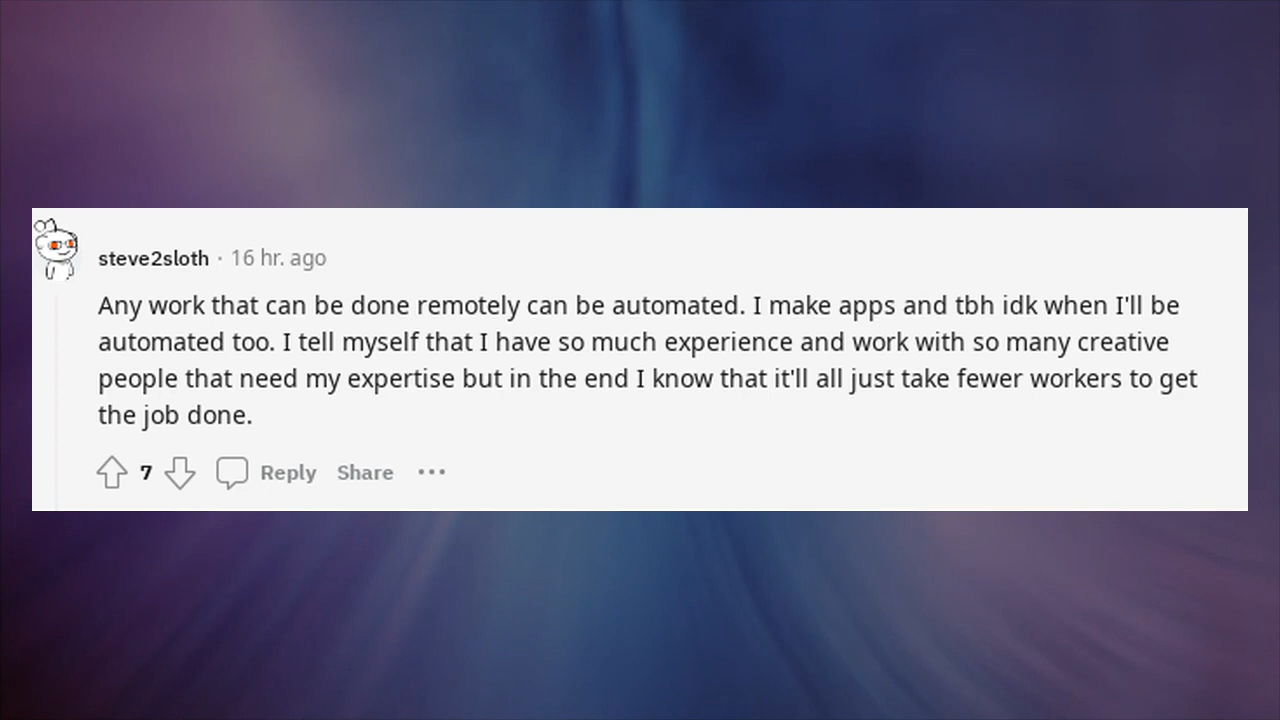 steve2sloth · 16 hr. ago
Any work that can be done remotely can be automated. I make apps and tbh idk when I'll be
automated too. I tell myself that I have so much experience and work with so many creative
people that need my expertise but in the end I know that it'll all just take fewer workers to get
the job done.
7 Reply Share ···